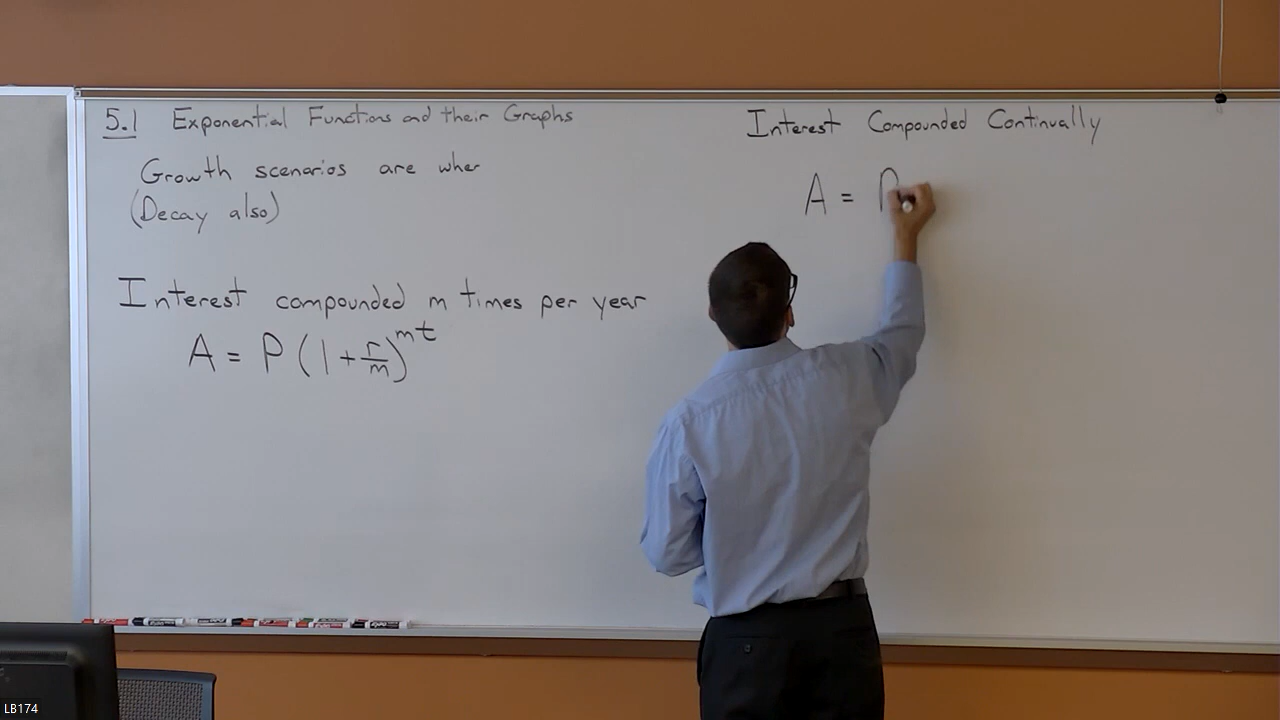 5.1 Exponential Functions and their Graphs
Growth scenarios are when
(Decay also)
Interest compounded m times per year
A = P(1+r/m)^mt
Interest Compounded Continually
A = P
LB174